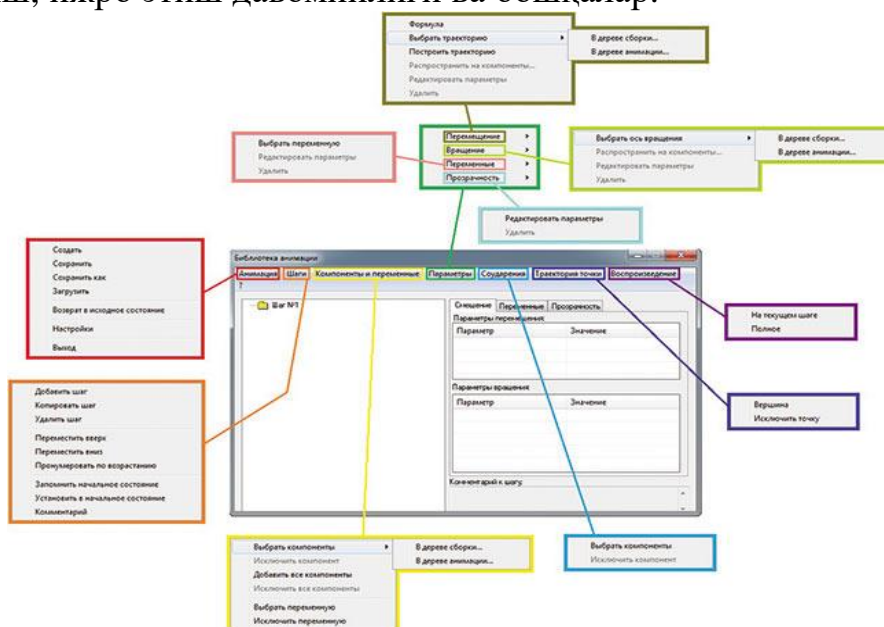 ижро этиш давомийлиги ва бошқалар.
Формула
Выбрать траекторию
В дереве сборки...
Построить траекторию
В дереве анимации...
Распространить на компоненты...
Редактировать параметры
Удалить
Перемещение
Вращение
Переменные
Прозрачность
Выбрать переменную
Редактировать параметры
Удалить
Выбрать ось вращения
В дереве сборки...
Распространить на компоненты...
В дереве анимации...
Редактировать параметры
Удалить
Редактировать параметры
Удалить
Создать
Сохранить
Сохранить как
Загрузить
Возврат в исходное состояние
Настройки
Выход
Библиотека анимации
Анимация Шаги Компоненты и переменные Параметры Соударения Траектория точки Воспроизведение
?
Шаг №1
Смещение Переменные Прозрачность
Параметры перемещения:
Параметр Значение
Параметры вращения:
Параметр Значение
Комментарий к шагу:
На текущем шаге
Полное
Добавить шаг
Копировать шаг
Удалить шаг
Переместить вверх
Переместить вниз
Пронумеровать по возрастанию
Запомнить начальное состояние
Установить в начальное состояние
Комментарий
Вершина
Исключить точку
Выбрать компоненты
В дереве сборки...
Исключить компонент
В дереве анимации...
Добавить все компоненты
Исключить все компоненты
Выбрать переменную
Исключить переменную
Выбрать компоненты
Исключить компонент